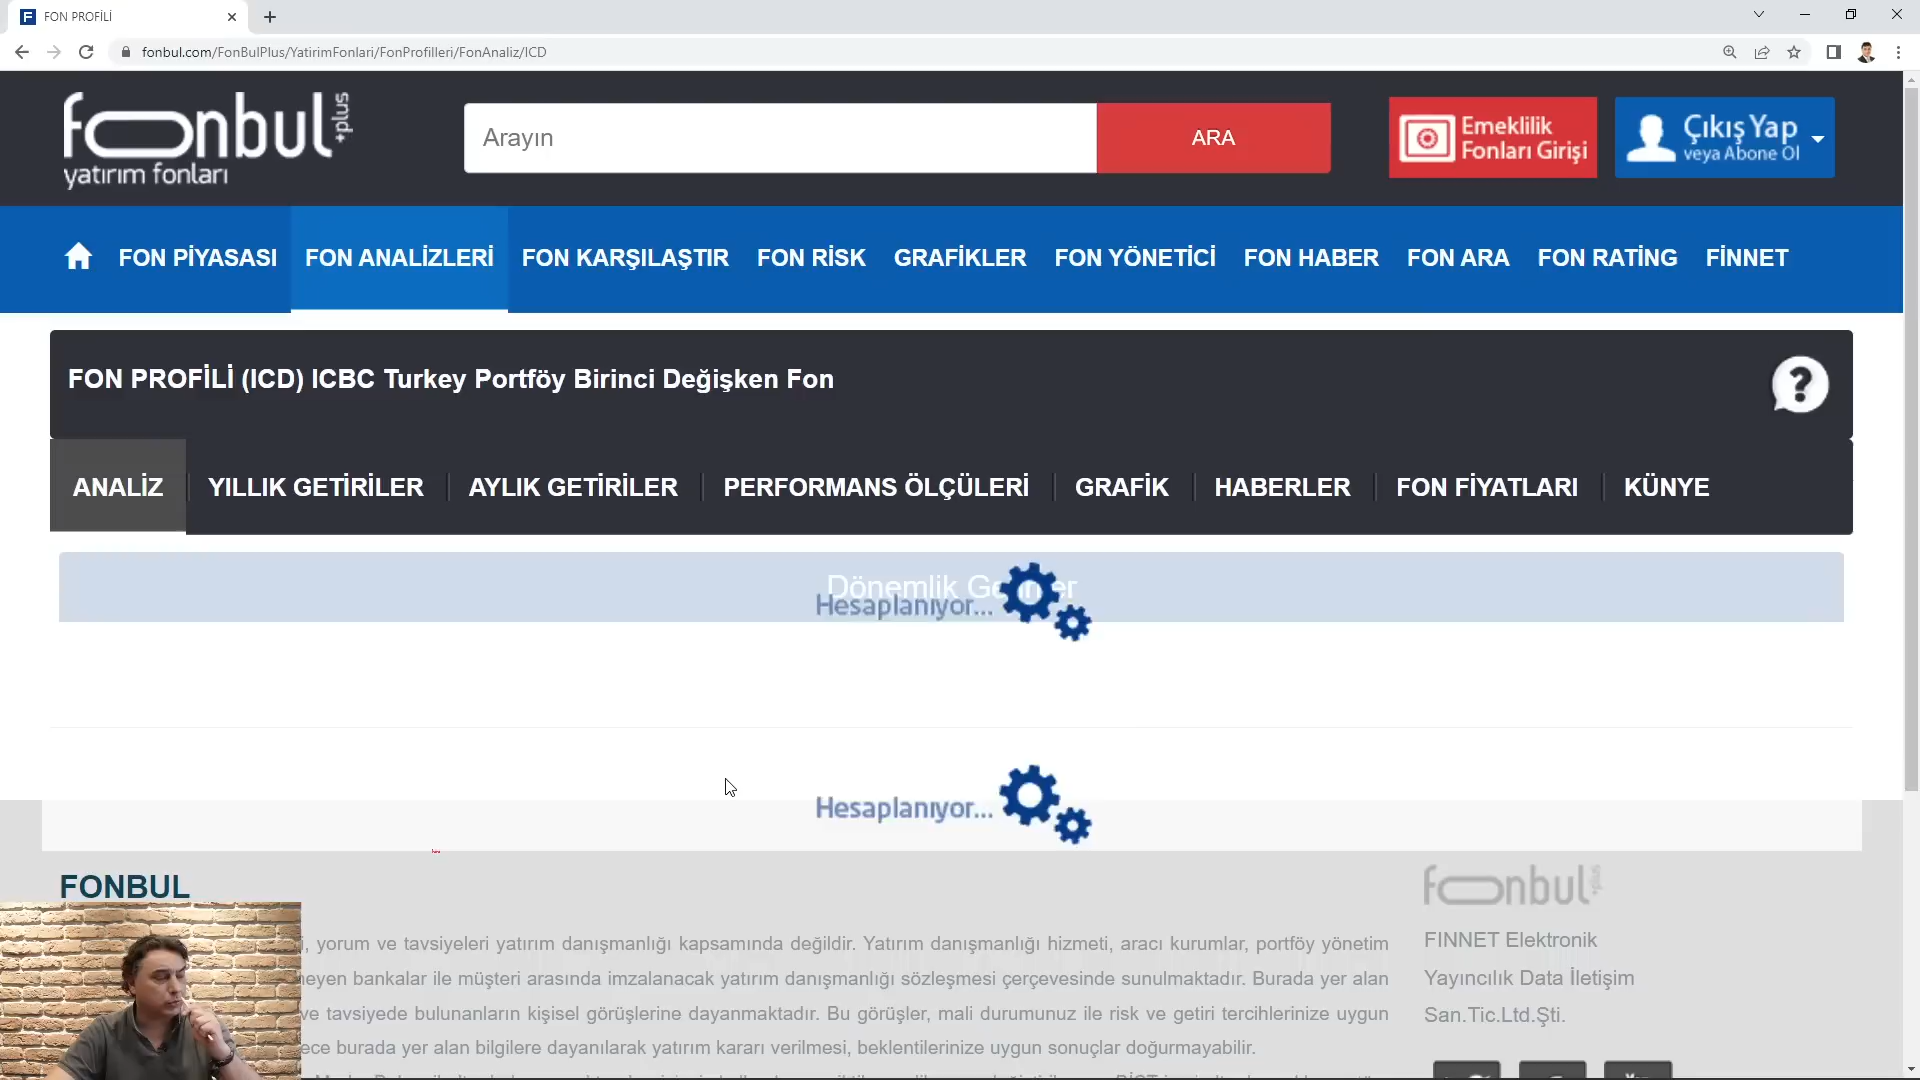 FON PROFİLİ
fonbul.com/FonBulPlus/YatirimFonlari/FonProfilleri/FonAnaliz/ICD
fonbul plus+
yatırım fonları
Arayın
ARA
Emeklilik
Fonları Girişi
Çıkış Yap
veya Abone Ol
FON PİYASASI FON ANALİZLERİ FON KARŞILAŞTIR FON RİSK GRAFİKLER FON YÖNETİCİ FON HABER FON ARA FON RATİNG FİNNET
FON PROFİLİ (ICD) ICBC Turkey Portföy Birinci Değişken Fon
?
ANALİZ YILLIK GETİRİLER AYLIK GETİRİLER PERFORMANS ÖLÇÜLERİ GRAFİK HABERLER FON FİYATLARI KÜNYE
Dönemlik
Hesaplanıyor...
Hesaplanıyor...
FONBUL
yorum ve tavsiyeleri yatırım danışmanlığı kapsamında değildir. Yatırım danışmanlığı hizmeti, aracı kurumlar, portföy yönetim
bankalar ile müşteri arasında imzalanacak yatırım danışmanlığı sözleşmesi çerçevesinde sunulmaktadır. Burada yer alan
ve tavsiyede bulunanların kişisel görüşlerine dayanmaktadır. Bu görüşler, mali durumunuz ile risk ve getiri tercihlerinize uygun
burada yer alan bilgilere dayanılarak yatırım kararı verilmesi, beklentilerinize uygun sonuçlar doğurmayabilir.
fonbul plus+
FINNET Elektronik
Yayıncılık Data İletişim
San.Tic.Ltd.Şti.